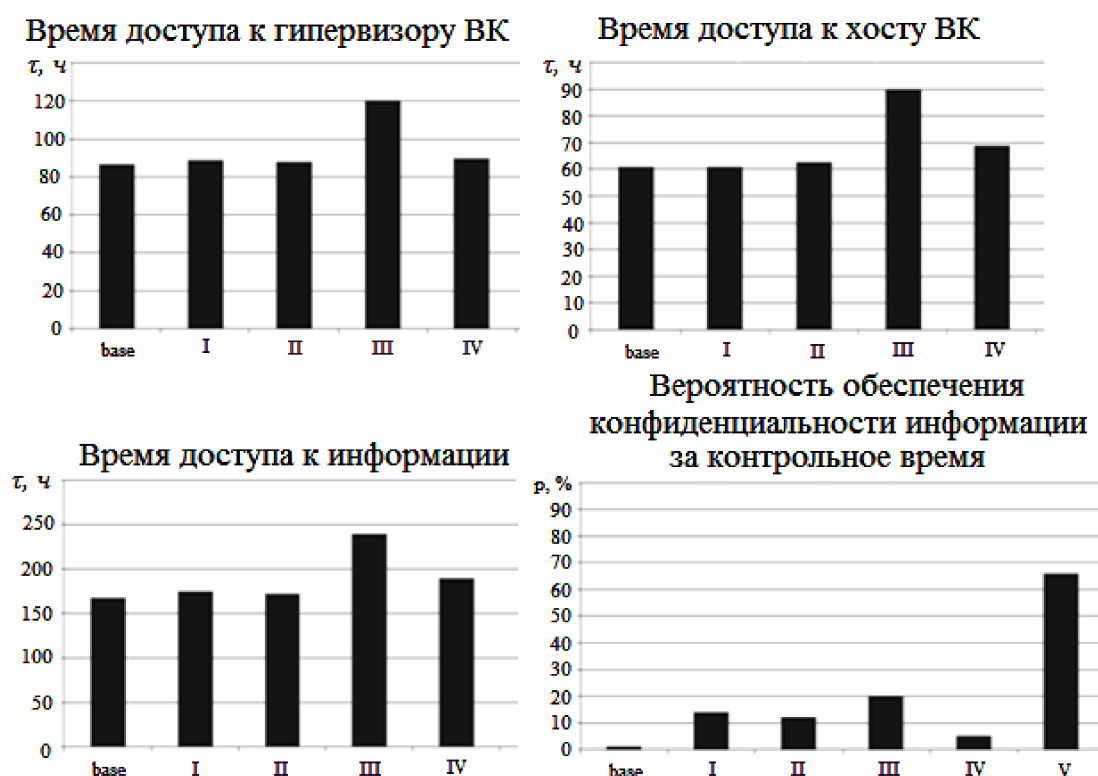 Время доступа к гипервизору ВК
τ, ч
120
100
80
60
40
20
0
base I II III IV
Время доступа к хосту ВК
τ, ч
90
80
70
60
50
40
30
20
10
0
base I II III IV
Время доступа к информации
τ, ч
250
200
150
100
50
0
base I II III IV
Вероятность обеспечения
конфиденциальности информации
за контрольное время
p, %
90
80
70
60
50
40
30
20
10
0
base I II III IV V